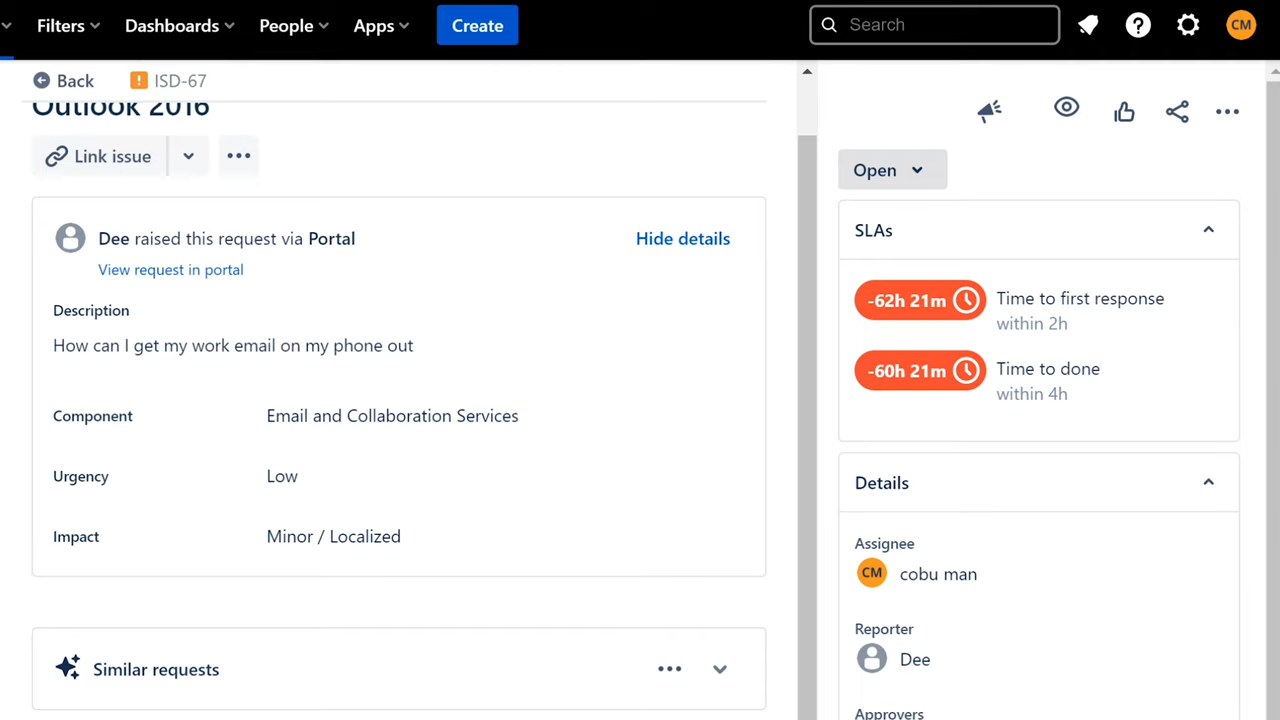 Filters Dashboards People Apps Create Search CM
Back ISD-67
Outlook 2016
Link issue
Dee raised this request via Portal Hide details
View request in portal
Description
How can I get my work email on my phone out
Component Email and Collaboration Services
Urgency Low
Impact Minor / Localized
Similar requests
Open
SLAs
-62h 21m Time to first response
within 2h
-60h 21m Time to done
within 4h
Details
Assignee
CM cobu man
Reporter
Dee
Approvers